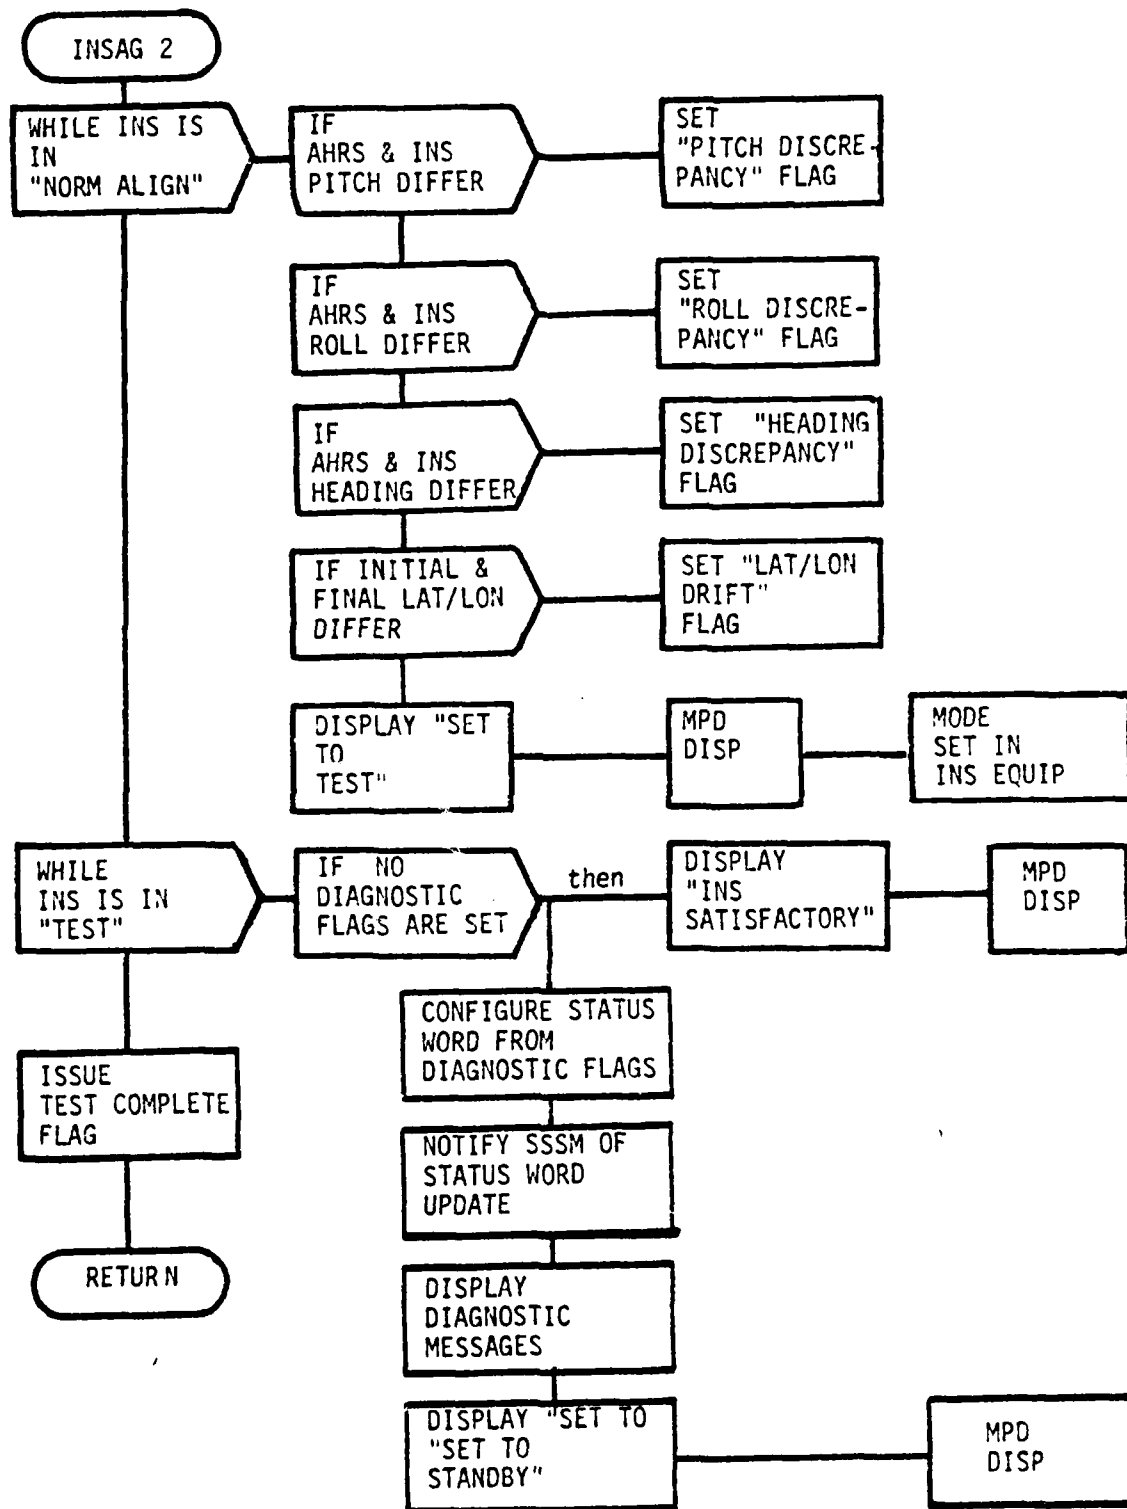 INSAG 2
WHILE INS IS
IN
"NORM ALIGN"
IF
AHRS & INS
PITCH DIFFER
SET
"PITCH DISCRE-
PANCY" FLAG
IF
AHRS & INS
ROLL DIFFER
SET
"ROLL DISCRE-
PANCY" FLAG
IF
AHRS & INS
HEADING DIFFER
SET "HEADING
DISCREPANCY"
FLAG
IF INITIAL &
FINAL LAT/LON
DIFFER
SET "LAT/LON
DRIFT"
FLAG
DISPLAY "SET
TO
TEST"
MPD
DISP
MODE
SET IN
INS EQUIP
WHILE
INS IS IN
"TEST"
IF NO
DIAGNOSTIC
FLAGS ARE SET
then
DISPLAY
"INS
SATISFACTORY"
MPD
DISP
CONFIGURE STATUS
WORD FROM
DIAGNOSTIC FLAGS
ISSUE
TEST COMPLETE
FLAG
NOTIFY SSSM OF
STATUS WORD
UPDATE
RETURN
DISPLAY
DIAGNOSTIC
MESSAGES
DISPLAY "SET TO
"SET TO
STANDBY"
MPD
DISP